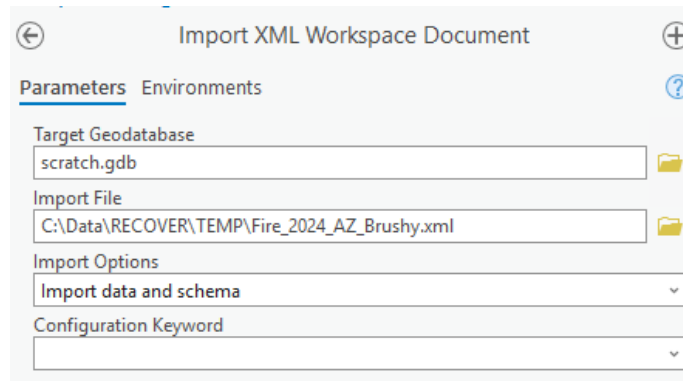 Import XML Workspace Document
Parameters Environments
Target Geodatabase
scratch.gdb
Import File
C:\Data\RECOVER\TEMP\Fire_2024_AZ_Brushy.xml
Import Options
Import data and schema
Configuration Keyword